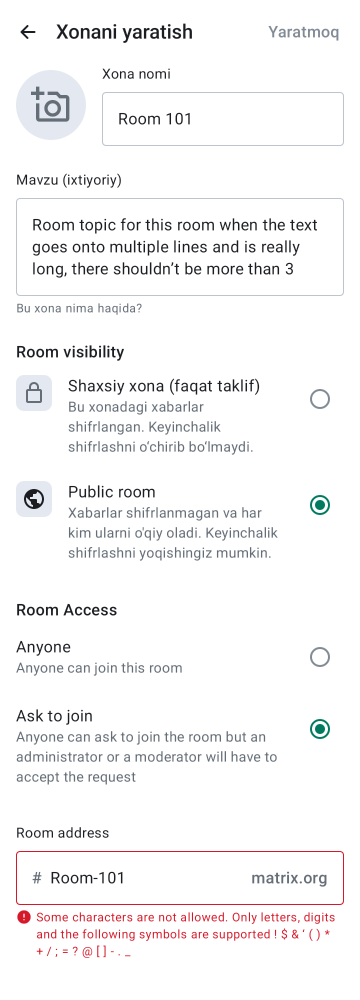 Xonani yaratish
Yaratmoq
Xona nomi
Room 101
Mavzu (ixtiyoriy)
Room topic for this room when the text
goes onto multiple lines and is really
long, there shouldn’t be more than 3
Bu xona nima haqida?
Room visibility
Shaxsiy xona (faqat taklif)
Bu xonadagi xabarlar
shifrlangan. Keyinchalik
shifrlashni o‘chirib bo‘lmaydi.
Public room
Xabarlar shifrlanmagan va har
kim ularni o'qiy oladi. Keyinchalik
shifrlashni yoqishingiz mumkin.
Room Access
Anyone
Anyone can join this room
Ask to join
Anyone can ask to join the room but an
administrator or a moderator will have to
accept the request
Room address
# Room-101 matrix.org
Some characters are not allowed. Only letters, digits
and the following symbols are supported ! $ & ‘ ( ) *
+ / ; = ? @ [ ] - . _